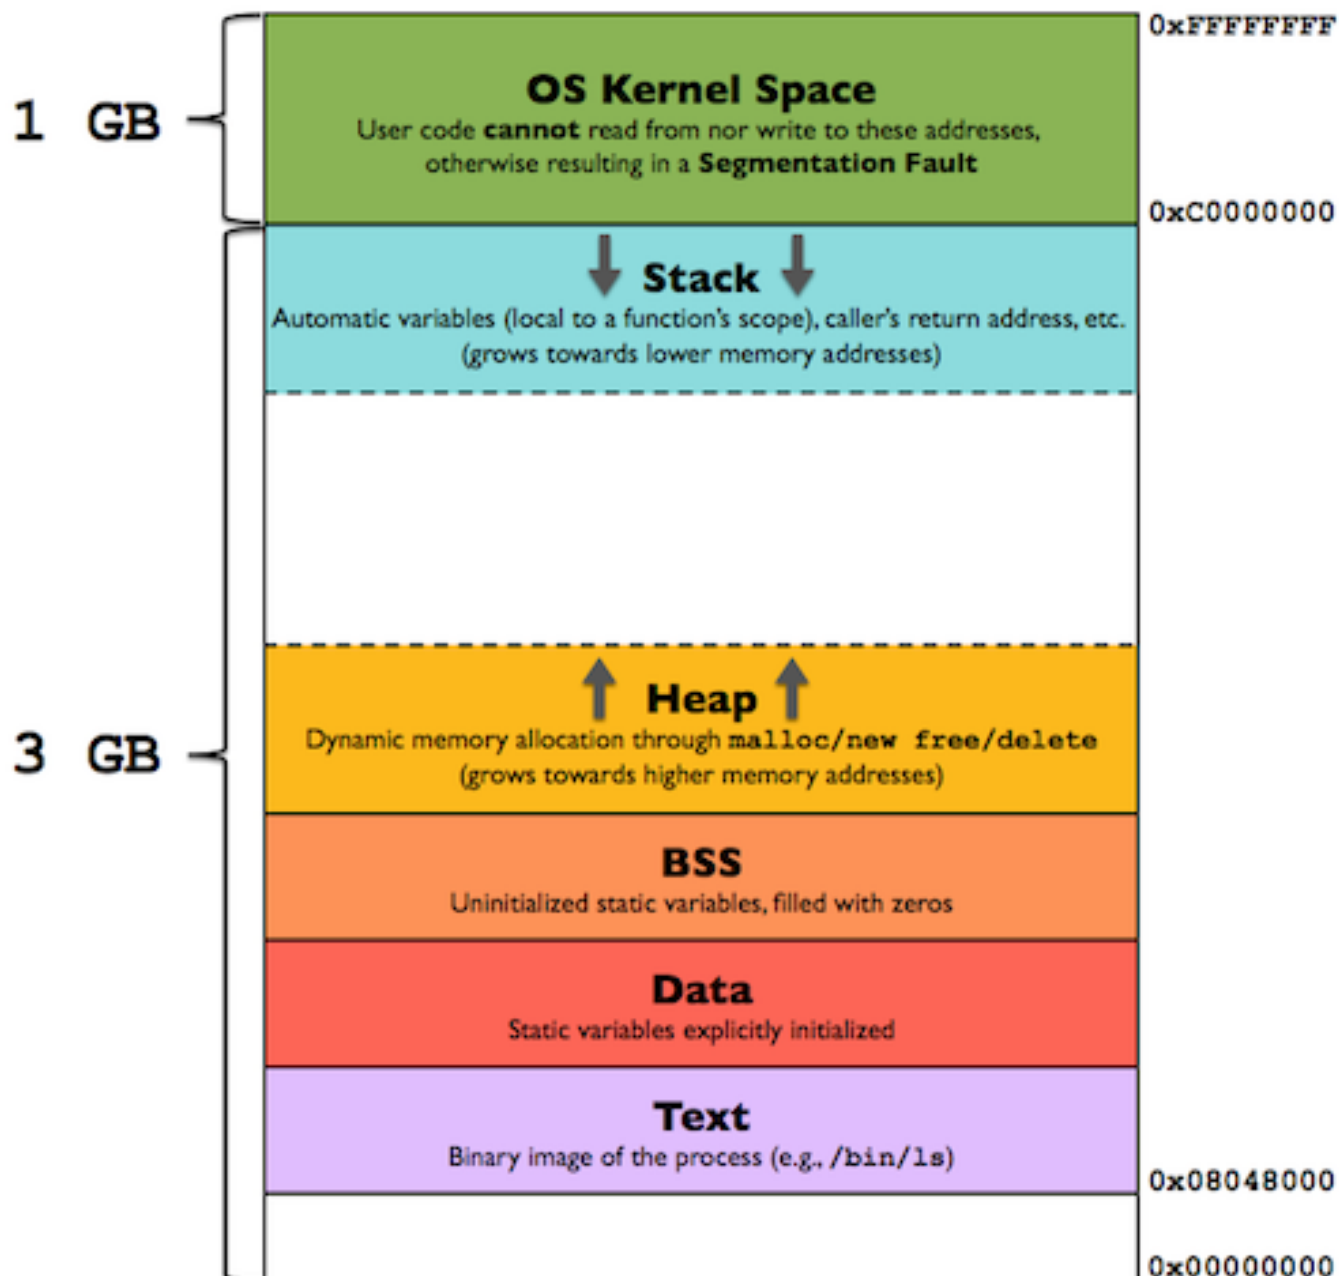 0xFFFFFFFF
OS Kernel Space
User code cannot read from nor write to these addresses,
otherwise resulting in a Segmentation Fault
1 GB
0xC0000000
Stack
Automatic variables (local to a function's scope), caller's return address, etc.
(grows towards lower memory addresses)
Heap
Dynamic memory allocation through malloc/new free/delete
(grows towards higher memory addresses)
3 GB
BSS
Uninitialized static variables, filled with zeros
Data
Static variables explicitly initialized
Text
Binary image of the process (e.g., /bin/ls)
0x08048000
0x00000000